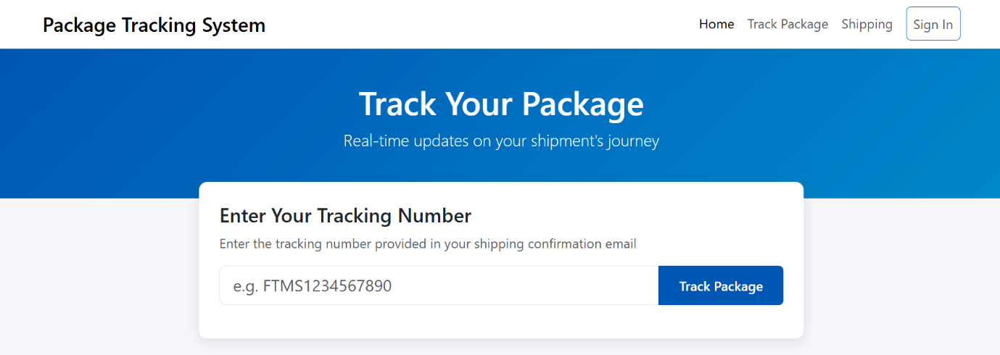 Package Tracking System
Home Track Package Shipping Sign In
Track Your Package
Real-time updates on your shipment's journey
Enter Your Tracking Number
Enter the tracking number provided in your shipping confirmation email
e.g. FTMS1234567890 Track Package